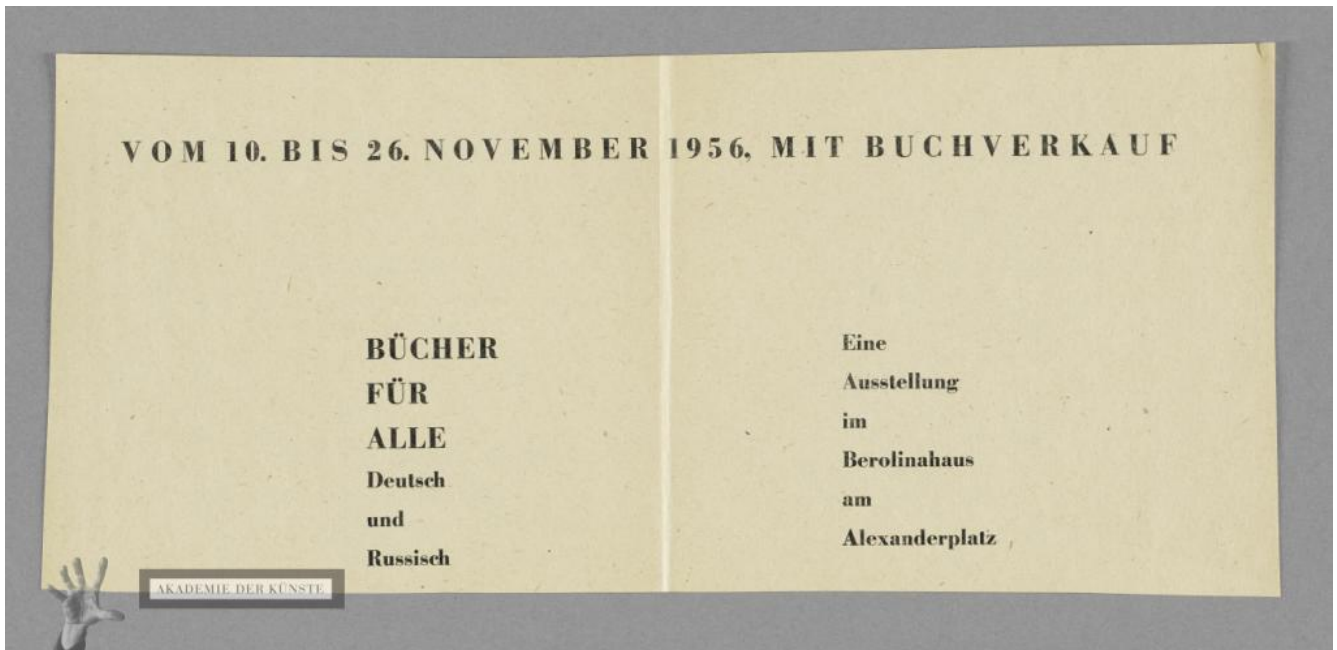 VOM 10. BIS 26. NOVEMBER 1956, MIT BUCHVERKAUF
BÜCHER
FÜR
ALLE
Deutsch
und
Russisch
Eine
Ausstellung
im
Berolinahaus
am
Alexanderplatz
AKADEMIE DER KÜNSTE